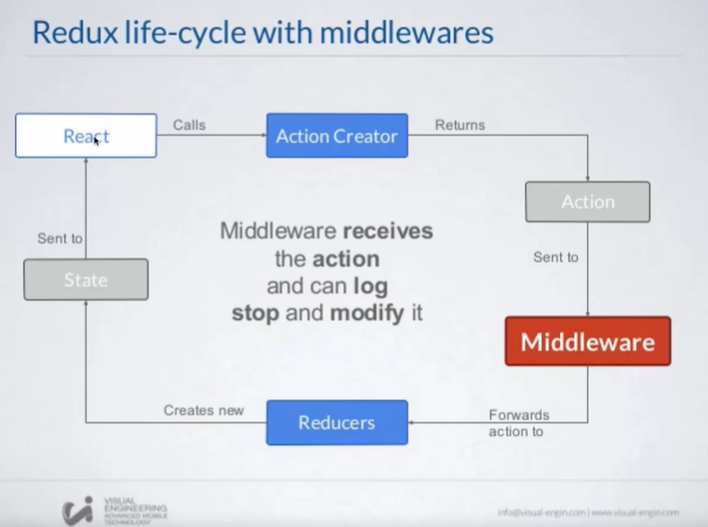 Redux life-cycle with middlewares
React
Calls
Action Creator
Returns
Action
Sent to
Middleware receives
the action
and can log
stop and modify it
Sent to
State
Middleware
Creates new
Reducers
Forwards
action to
VISUAL
ENGINEERING
ADVANCED MOBILE
TECHNOLOGY
info@visual-engin.com | www.visual-engin.com